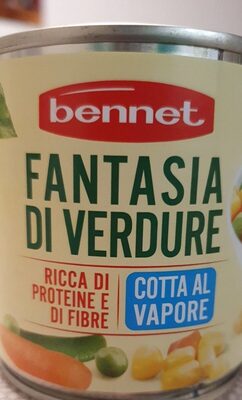 bennet
FANTASIA
DI VERDURE
RICCA DI
PROTEINE E
DI FIBRE
COTTA AL
VAPORE